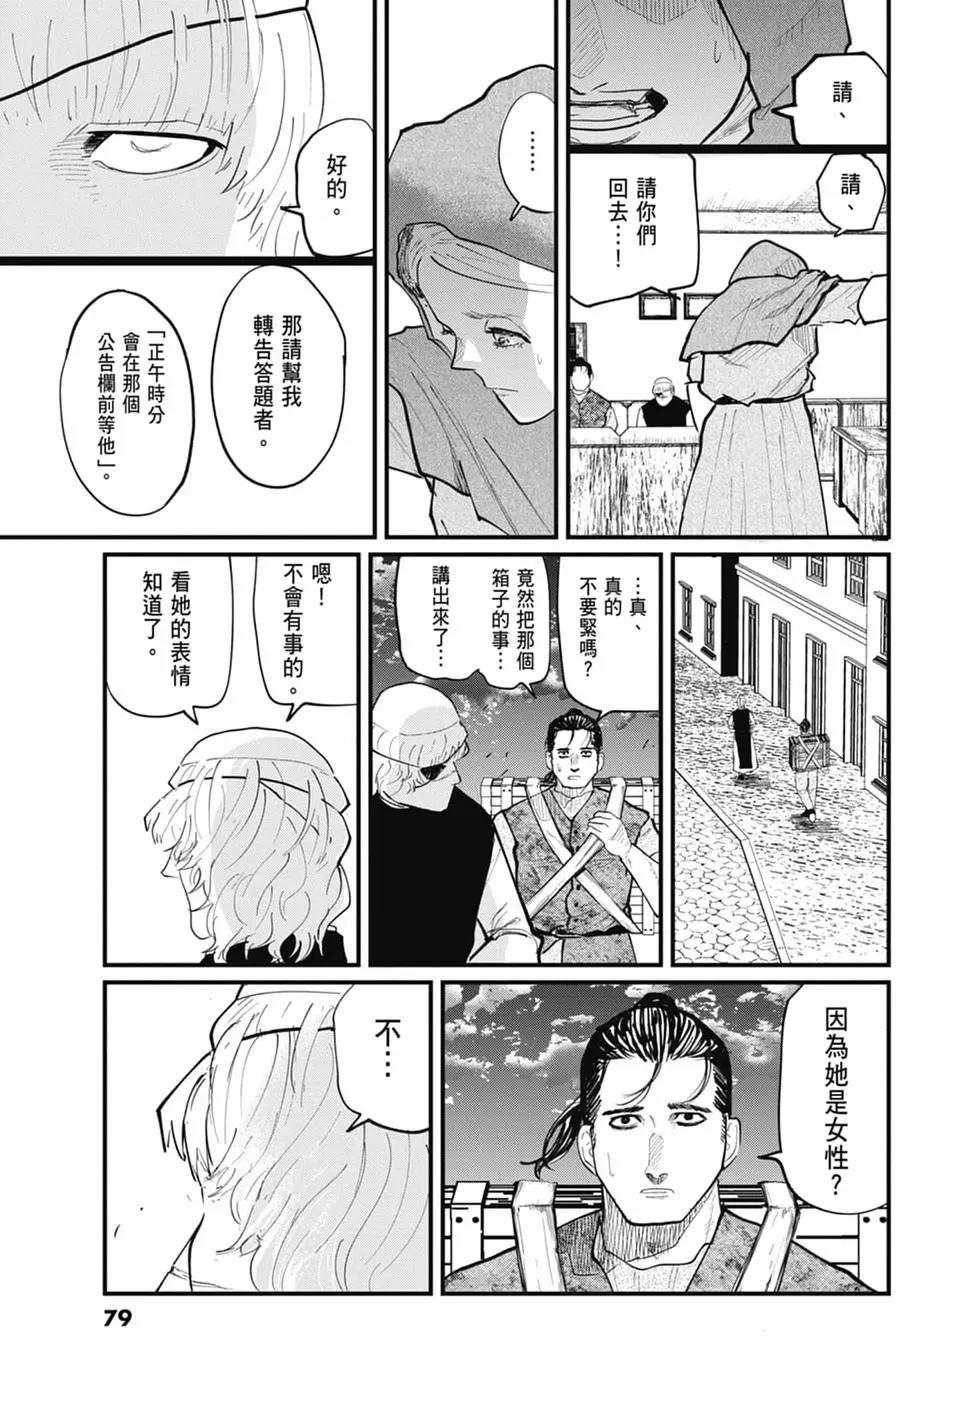 請、
請、
請你們
回去…！
……
好的。
那請幫我
轉告答題者。
「正午時分
會在那個
公告欄前等他」。
…真、
真的
不要緊嗎？
竟然把那個
箱子的事…
講出來了…
嗯！
不會有事的。
看她的表情
知道了。
因為她是女性？
不…
79